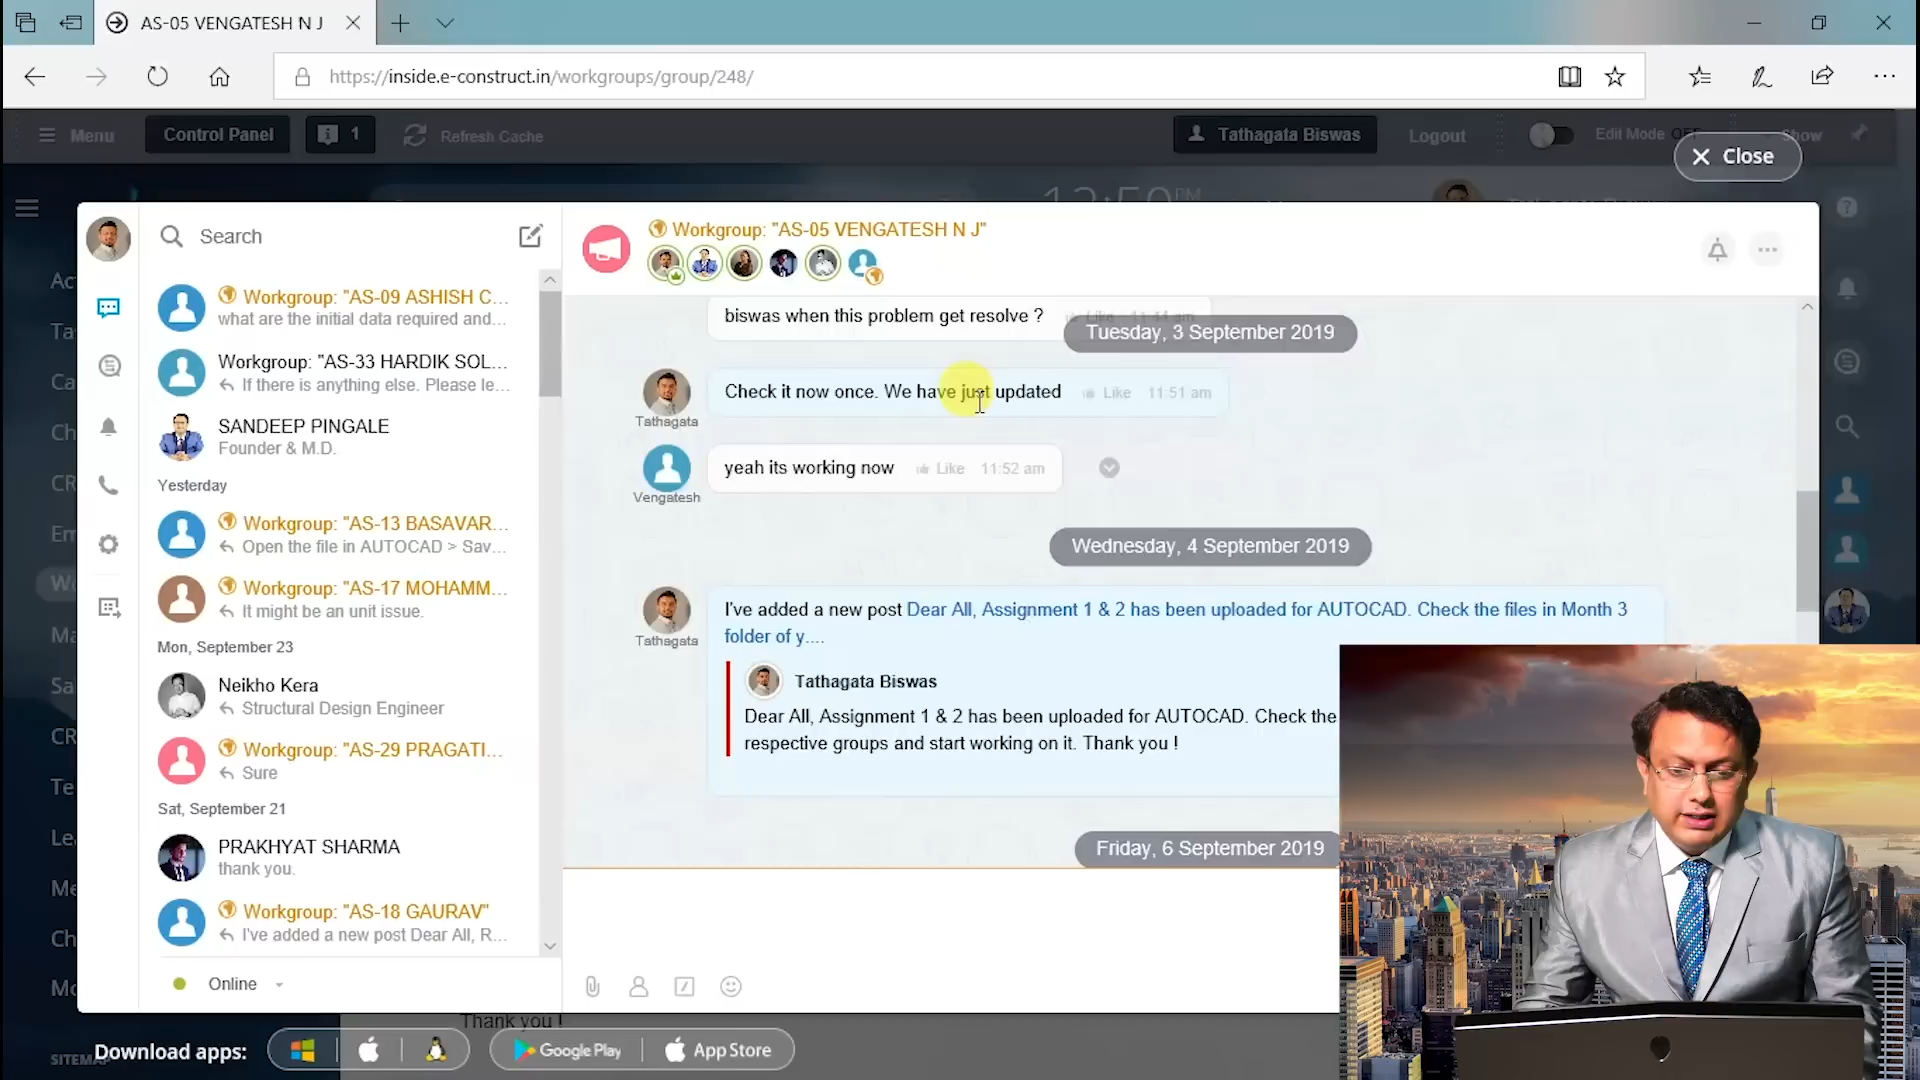 AS-05 VENGATESH N J
https://inside.e-construct.in/workgroups/group/248/
Menu
Control Panel
1
Refresh Cache
Tathagata Biswas
Logout
Edit Mode OFF
Show
Close
Search
Workgroup: "AS-09 ASHISH C...
what are the initial data required and...
Workgroup: "AS-33 HARDIK SOL...
If there is anything else. Please le...
SANDEEP PINGALE
Founder & M.D.
Yesterday
Workgroup: "AS-13 BASAVAR...
Open the file in AUTOCAD > Sav...
Workgroup: "AS-17 MOHAMM...
It might be an unit issue.
Mon, September 23
Neikho Kera
Structural Design Engineer
Workgroup: "AS-29 PRAGATI...
Sure
Sat, September 21
PRAKHYAT SHARMA
thank you.
Workgroup: "AS-18 GAURAV"
I've added a new post Dear All, R...
Online
Workgroup: "AS-05 VENGATESH N J"
biswas when this problem get resolve ?
Like 11:44 am
Tuesday, 3 September 2019
Check it now once. We have just updated
Like 11:51 am
Tathagata
yeah its working now
Like 11:52 am
Vengatesh
Wednesday, 4 September 2019
I've added a new post Dear All, Assignment 1 & 2 has been uploaded for AUTOCAD. Check the files in Month 3
folder of y....
Tathagata
Tathagata Biswas
Dear All, Assignment 1 & 2 has been uploaded for AUTOCAD. Check the
respective groups and start working on it. Thank you !
Friday, 6 September 2019
Thank you !
SITEMAP
Download apps:
Google Play
App Store